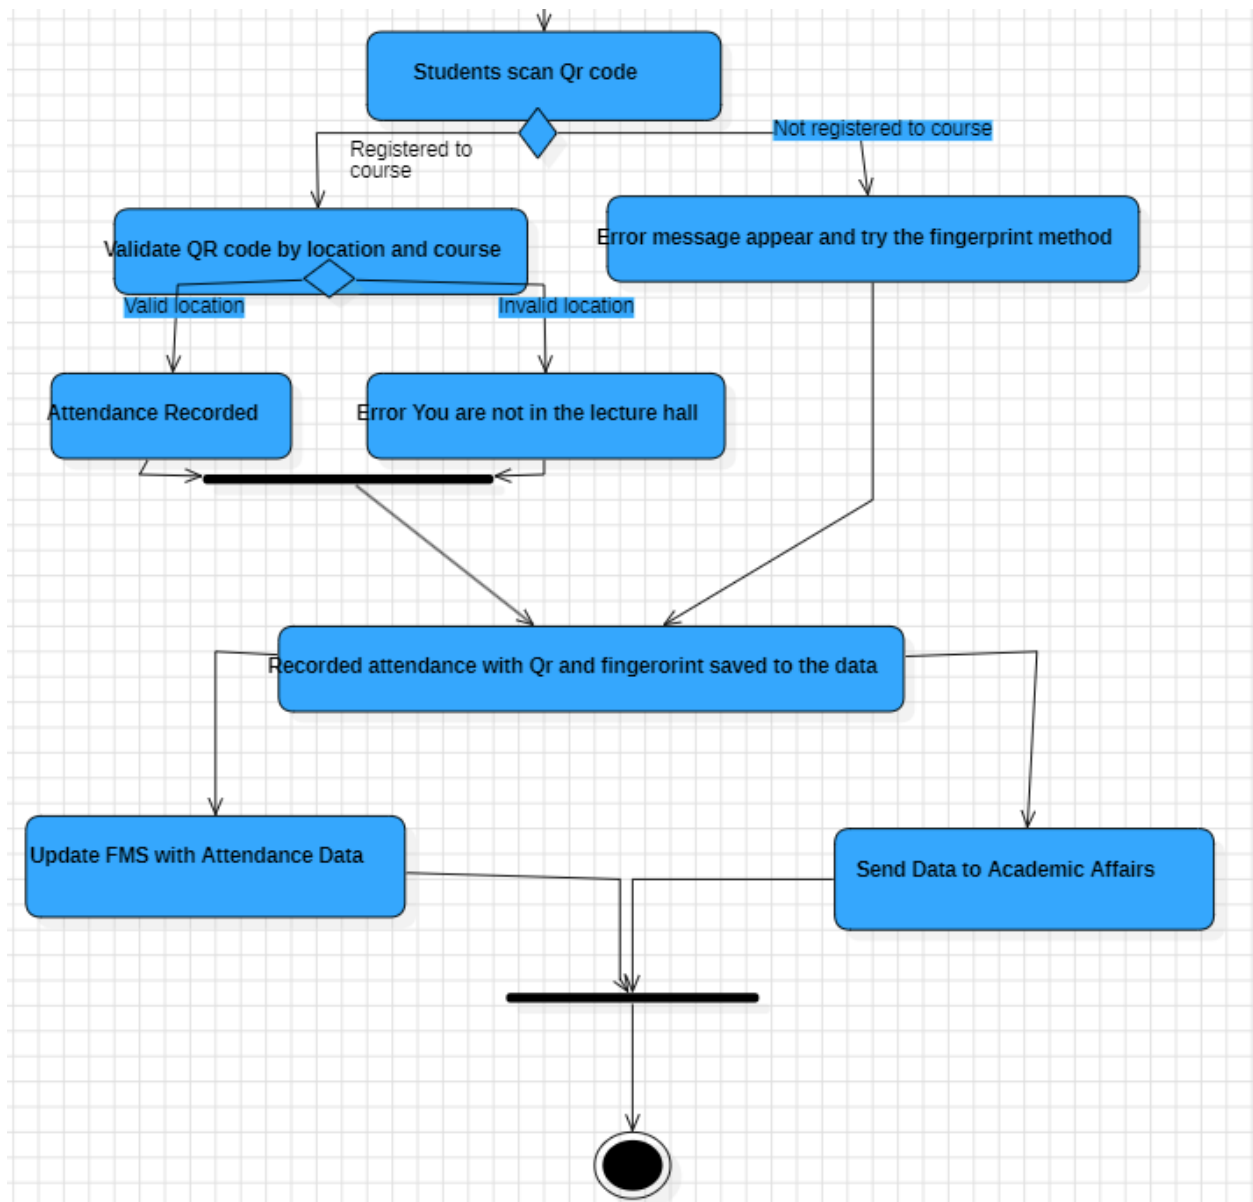 Students scan Qr code
Not registered to course
Registered to
course
Error message appear and try the fingerprint method
Validate QR code by location and course
Valid location
Invalid location
Attendance Recorded
Error You are not in the lecture hall
Recorded attendance with Qr and fingerorint saved to the data
Update FMS with Attendance Data
Send Data to Academic Affairs